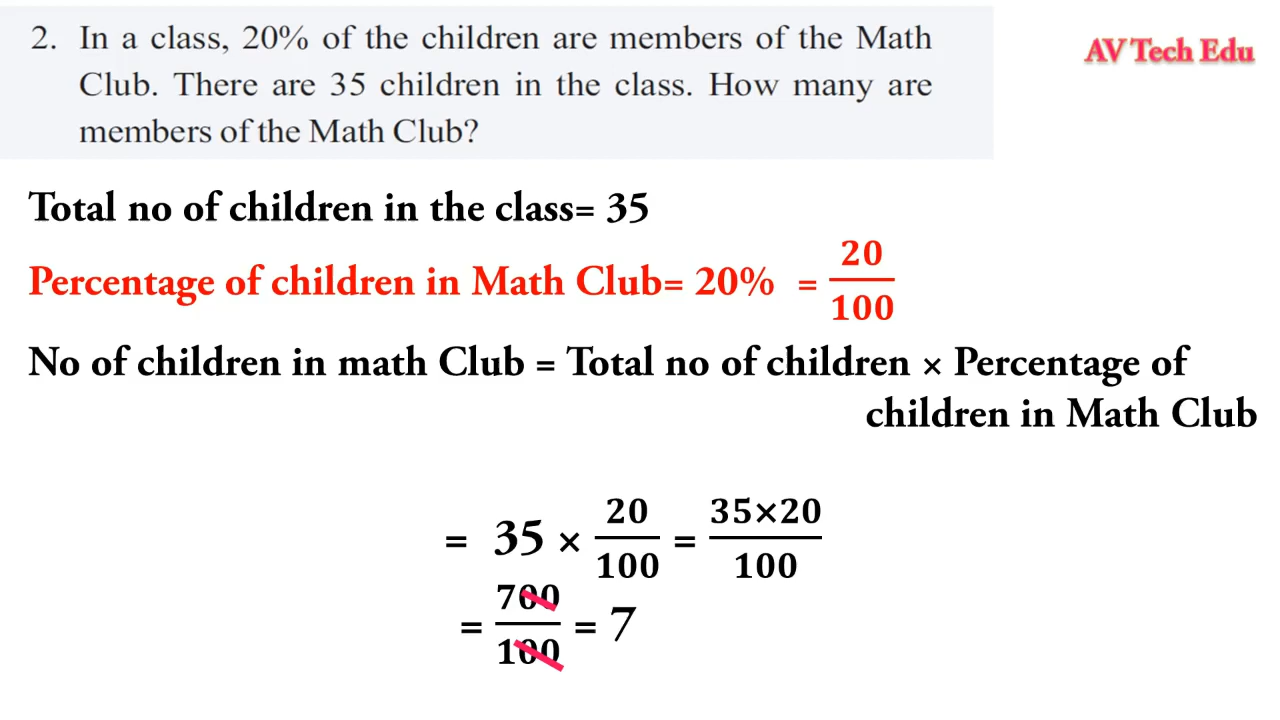 2. In a class, 20% of the children are members of the Math
Club. There are 35 children in the class. How many are
members of the Math Club?
AV Tech Edu
Total no of children in the class= 35
Percentage of children in Math Club= 20% = 20/100
No of children in math Club = Total no of children × Percentage of
children in Math Club
= 35 × 20/100 = 35×20/100
= 700/100 = 7